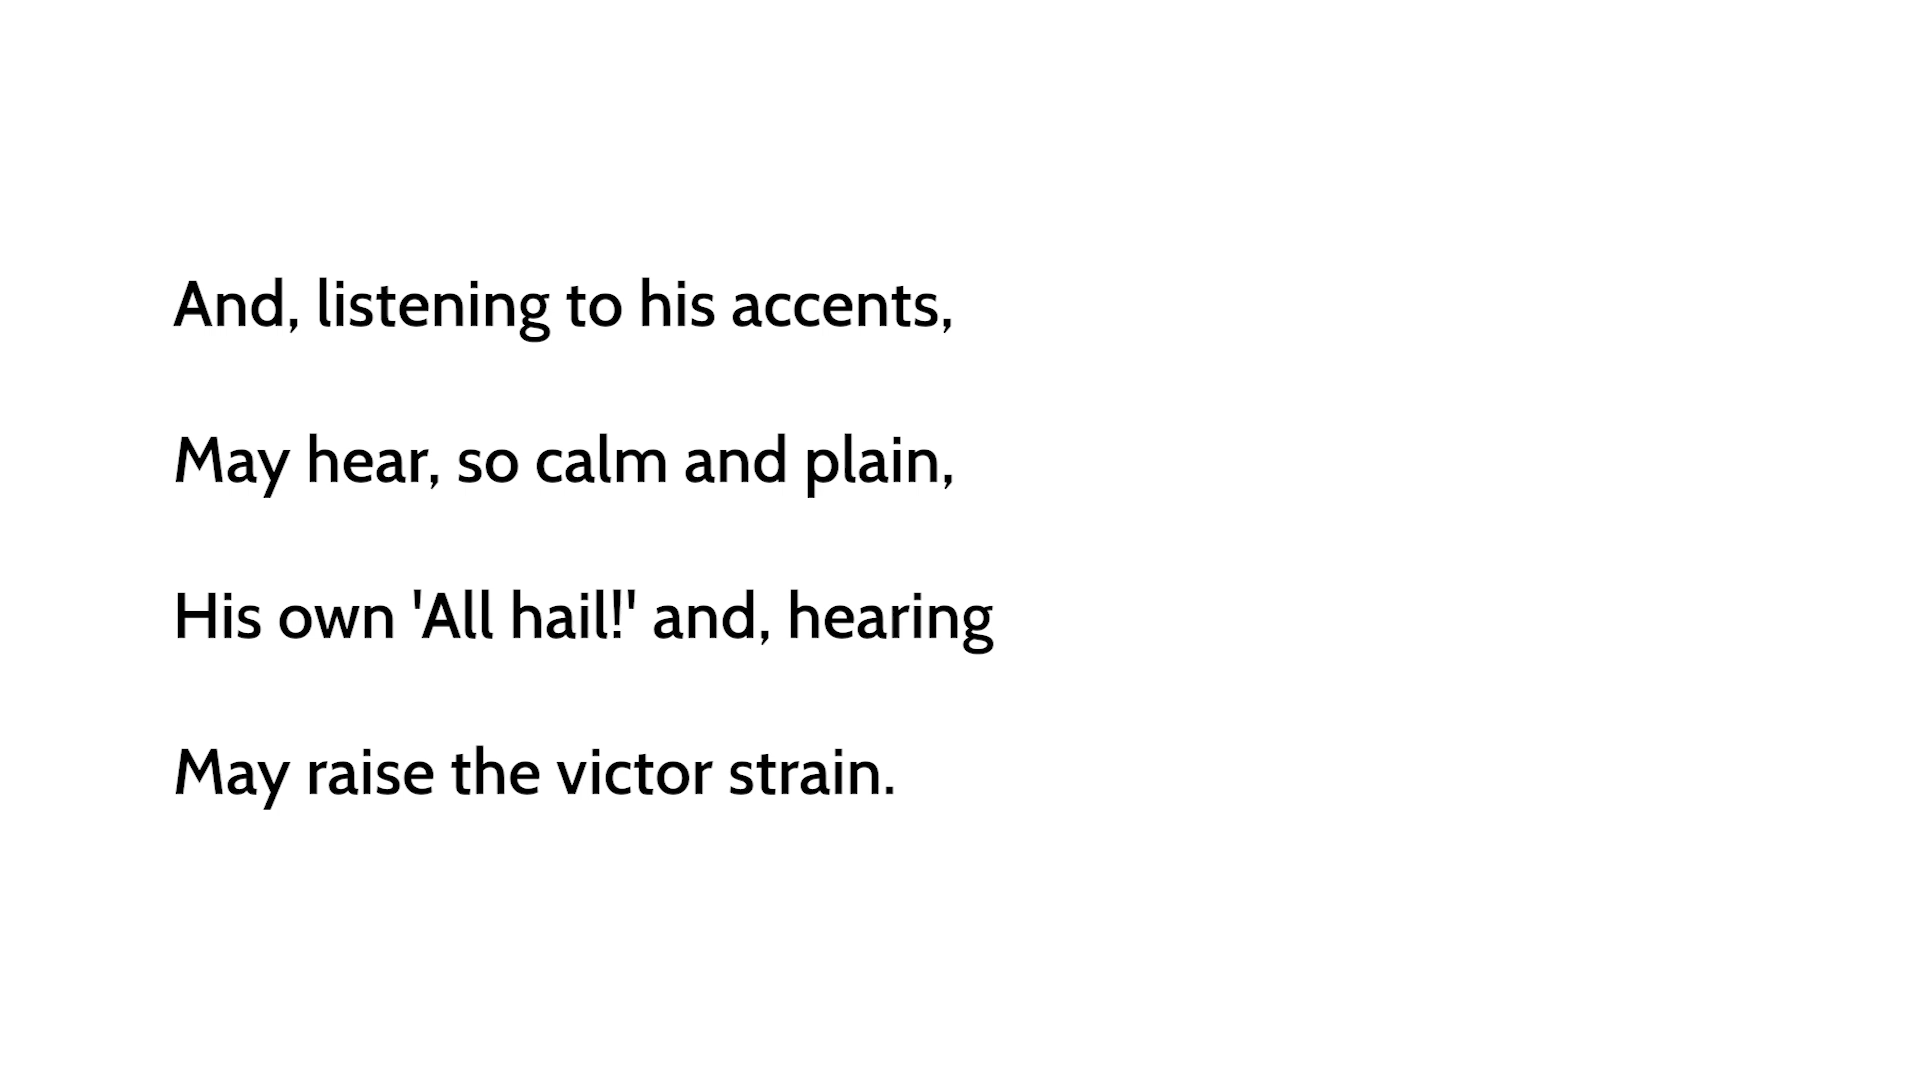 And, listening to his accents,
May hear, so calm and plain,
His own 'All hail!' and, hearing
May raise the victor strain.